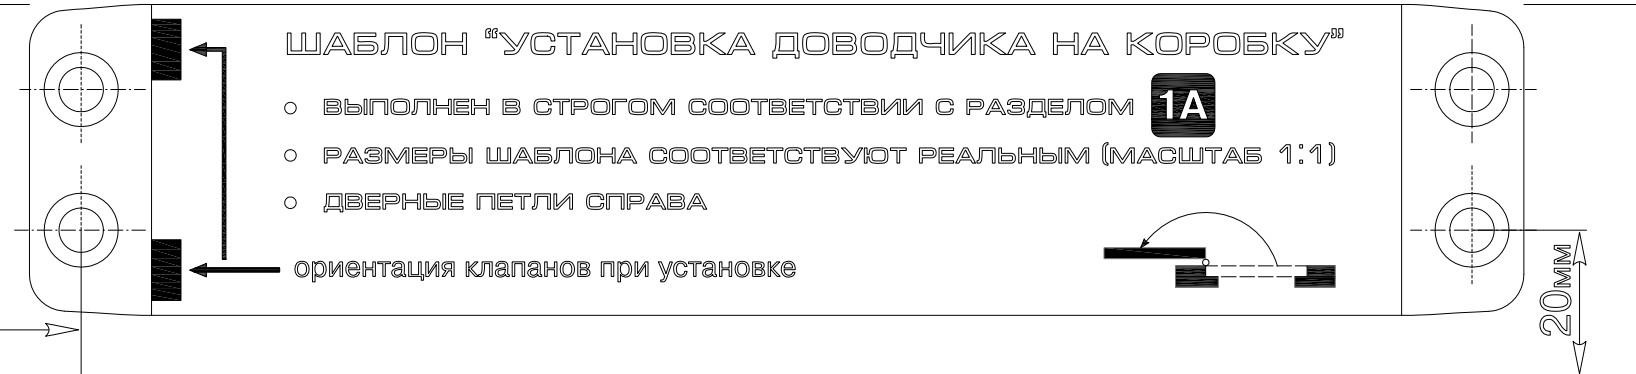 ШАБЛОН “УСТАНОВКА ДОВОДЧИКА НА КОРОБКУ”
ВЫПОЛНЕН В СТРОГОМ СООТВЕТСТВИИ С РАЗДЕЛОМ 1А
РАЗМЕРЫ ШАБЛОНА СООТВЕТСТВУЮТ РЕАЛЬНЫМ (МАСШТАБ 1:1)
ДВЕРНЫЕ ПЕТЛИ СПРАВА
ориентация клапанов при установке
20мм